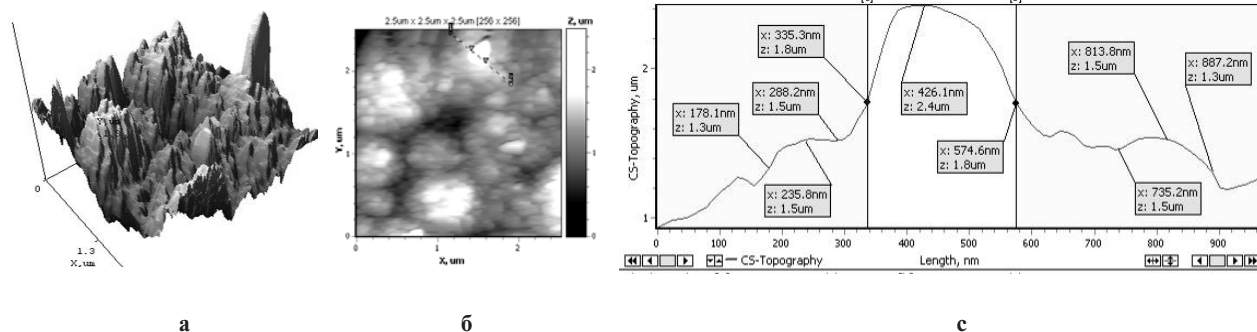 0
1.3
X,um
2.5um x 2.5um x 2.5um [256 x 256]
Z, um
2
1
0
Y, um
2
1
0
0
1
2
X, um
CS-Topography, um
2
1
x: 335.3nm
z: 1.8um
x: 288.2nm
z: 1.5um
x: 178.1nm
z: 1.3um
x: 235.8nm
z: 1.5um
x: 426.1nm
z: 2.4um
x: 574.6nm
z: 1.8um
x: 813.8nm
z: 1.5um
x: 887.2nm
z: 1.3um
x: 735.2nm
z: 1.5um
0 100 200 300 400 500 600 700 800 900
CS-Topography
Length, nm
а б с